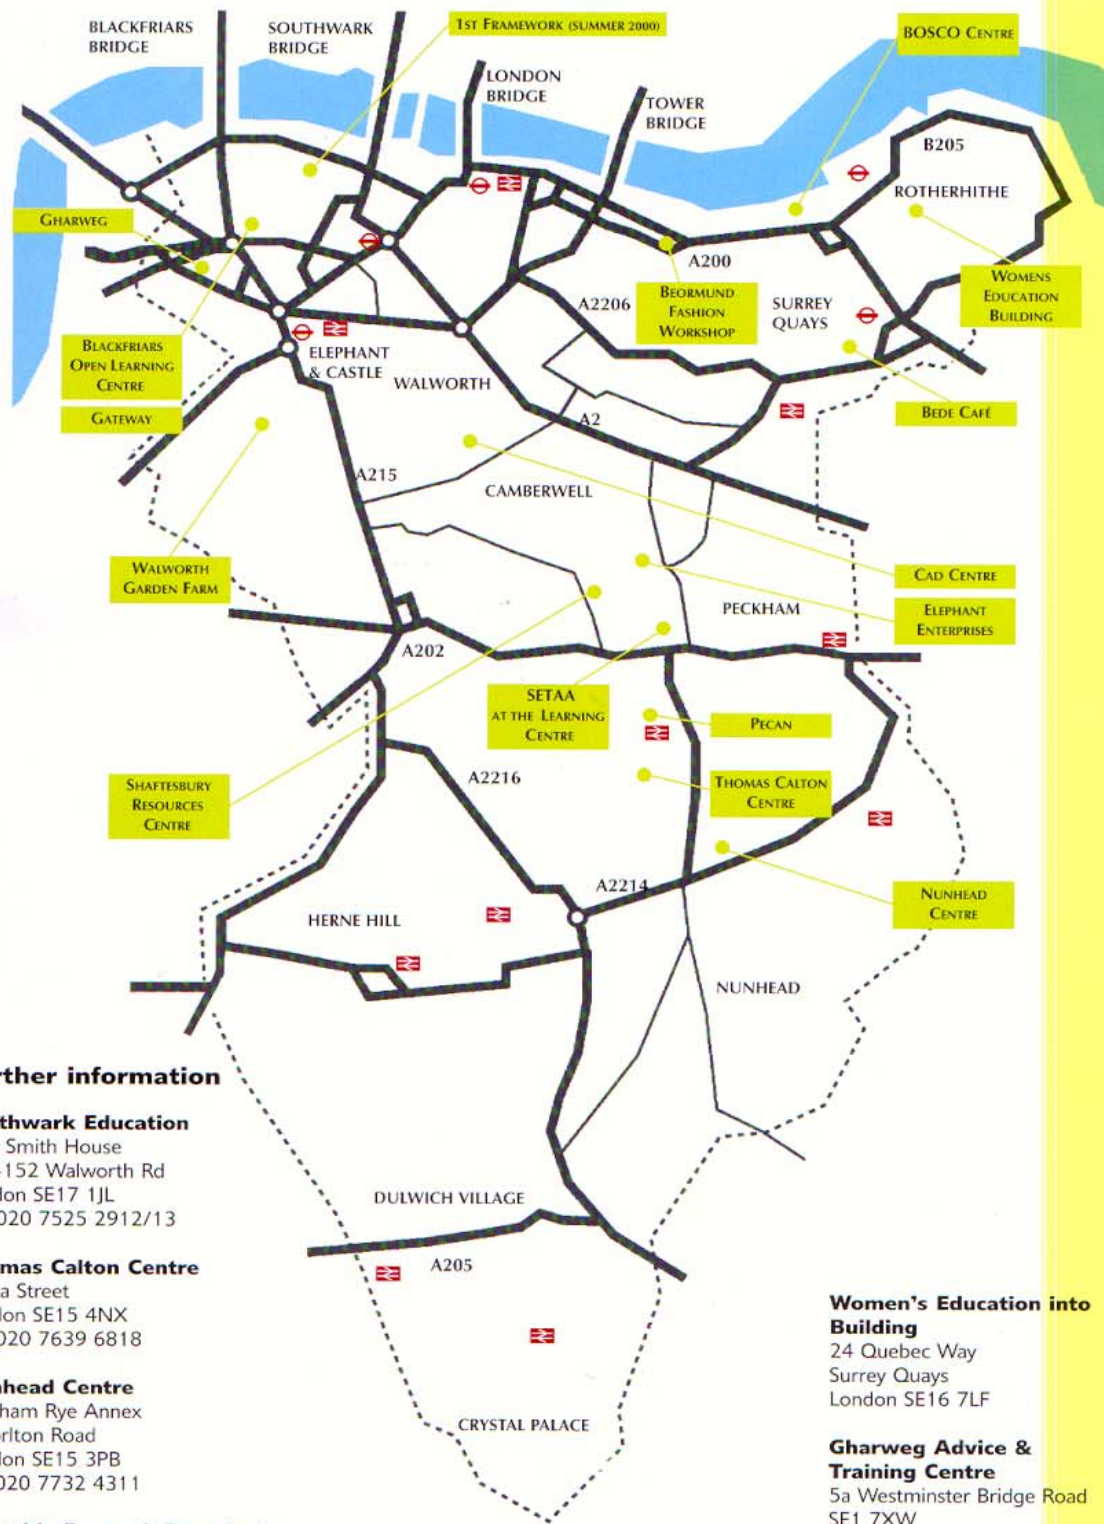 BLACKFRIARS
BRIDGE
SOUTHWARK
BRIDGE
1ST FRAMEWORK (SUMMER 2000)
BOSCO CENTRE
LONDON
BRIDGE
TOWER
BRIDGE
B205
ROTHERHITHE
GHARWEG
A200
WOMENS
EDUCATION
BUILDING
BEORMUND
FASHION
WORKSHOP
A2206
SURREY
QUAYS
BLACKFRIARS
OPEN LEARNING
CENTRE
ELEPHANT
& CASTLE
WALWORTH
GATEWAY
BEDE CAFÉ
A2
A215
CAMBERWELL
WALWORTH
GARDEN FARM
CAD CENTRE
PECKHAM
ELEPHANT
ENTERPRISES
A202
SETAA
AT THE LEARNING
CENTRE
PECAN
SHAFTESBURY
RESOURCES
CENTRE
A2216
THOMAS CALTON
CENTRE
A2214
NUNHEAD
CENTRE
HERNE HILL
NUNHEAD
rther information
thwark Education
Smith House
-152 Walworth Rd
don SE17 1JL
020 7525 2912/13
DULWICH VILLAGE
A205
mas Calton Centre
a Street
don SE15 4NX
020 7639 6818
head Centre
ham Rye Annex
orlton Road
don SE15 3PB
020 7732 4311
CRYSTAL PALACE
Women's Education into
Building
24 Quebec Way
Surrey Quays
London SE16 7LF
Gharweg Advice &
Training Centre
5a Westminster Bridge Road
SE1 7XW